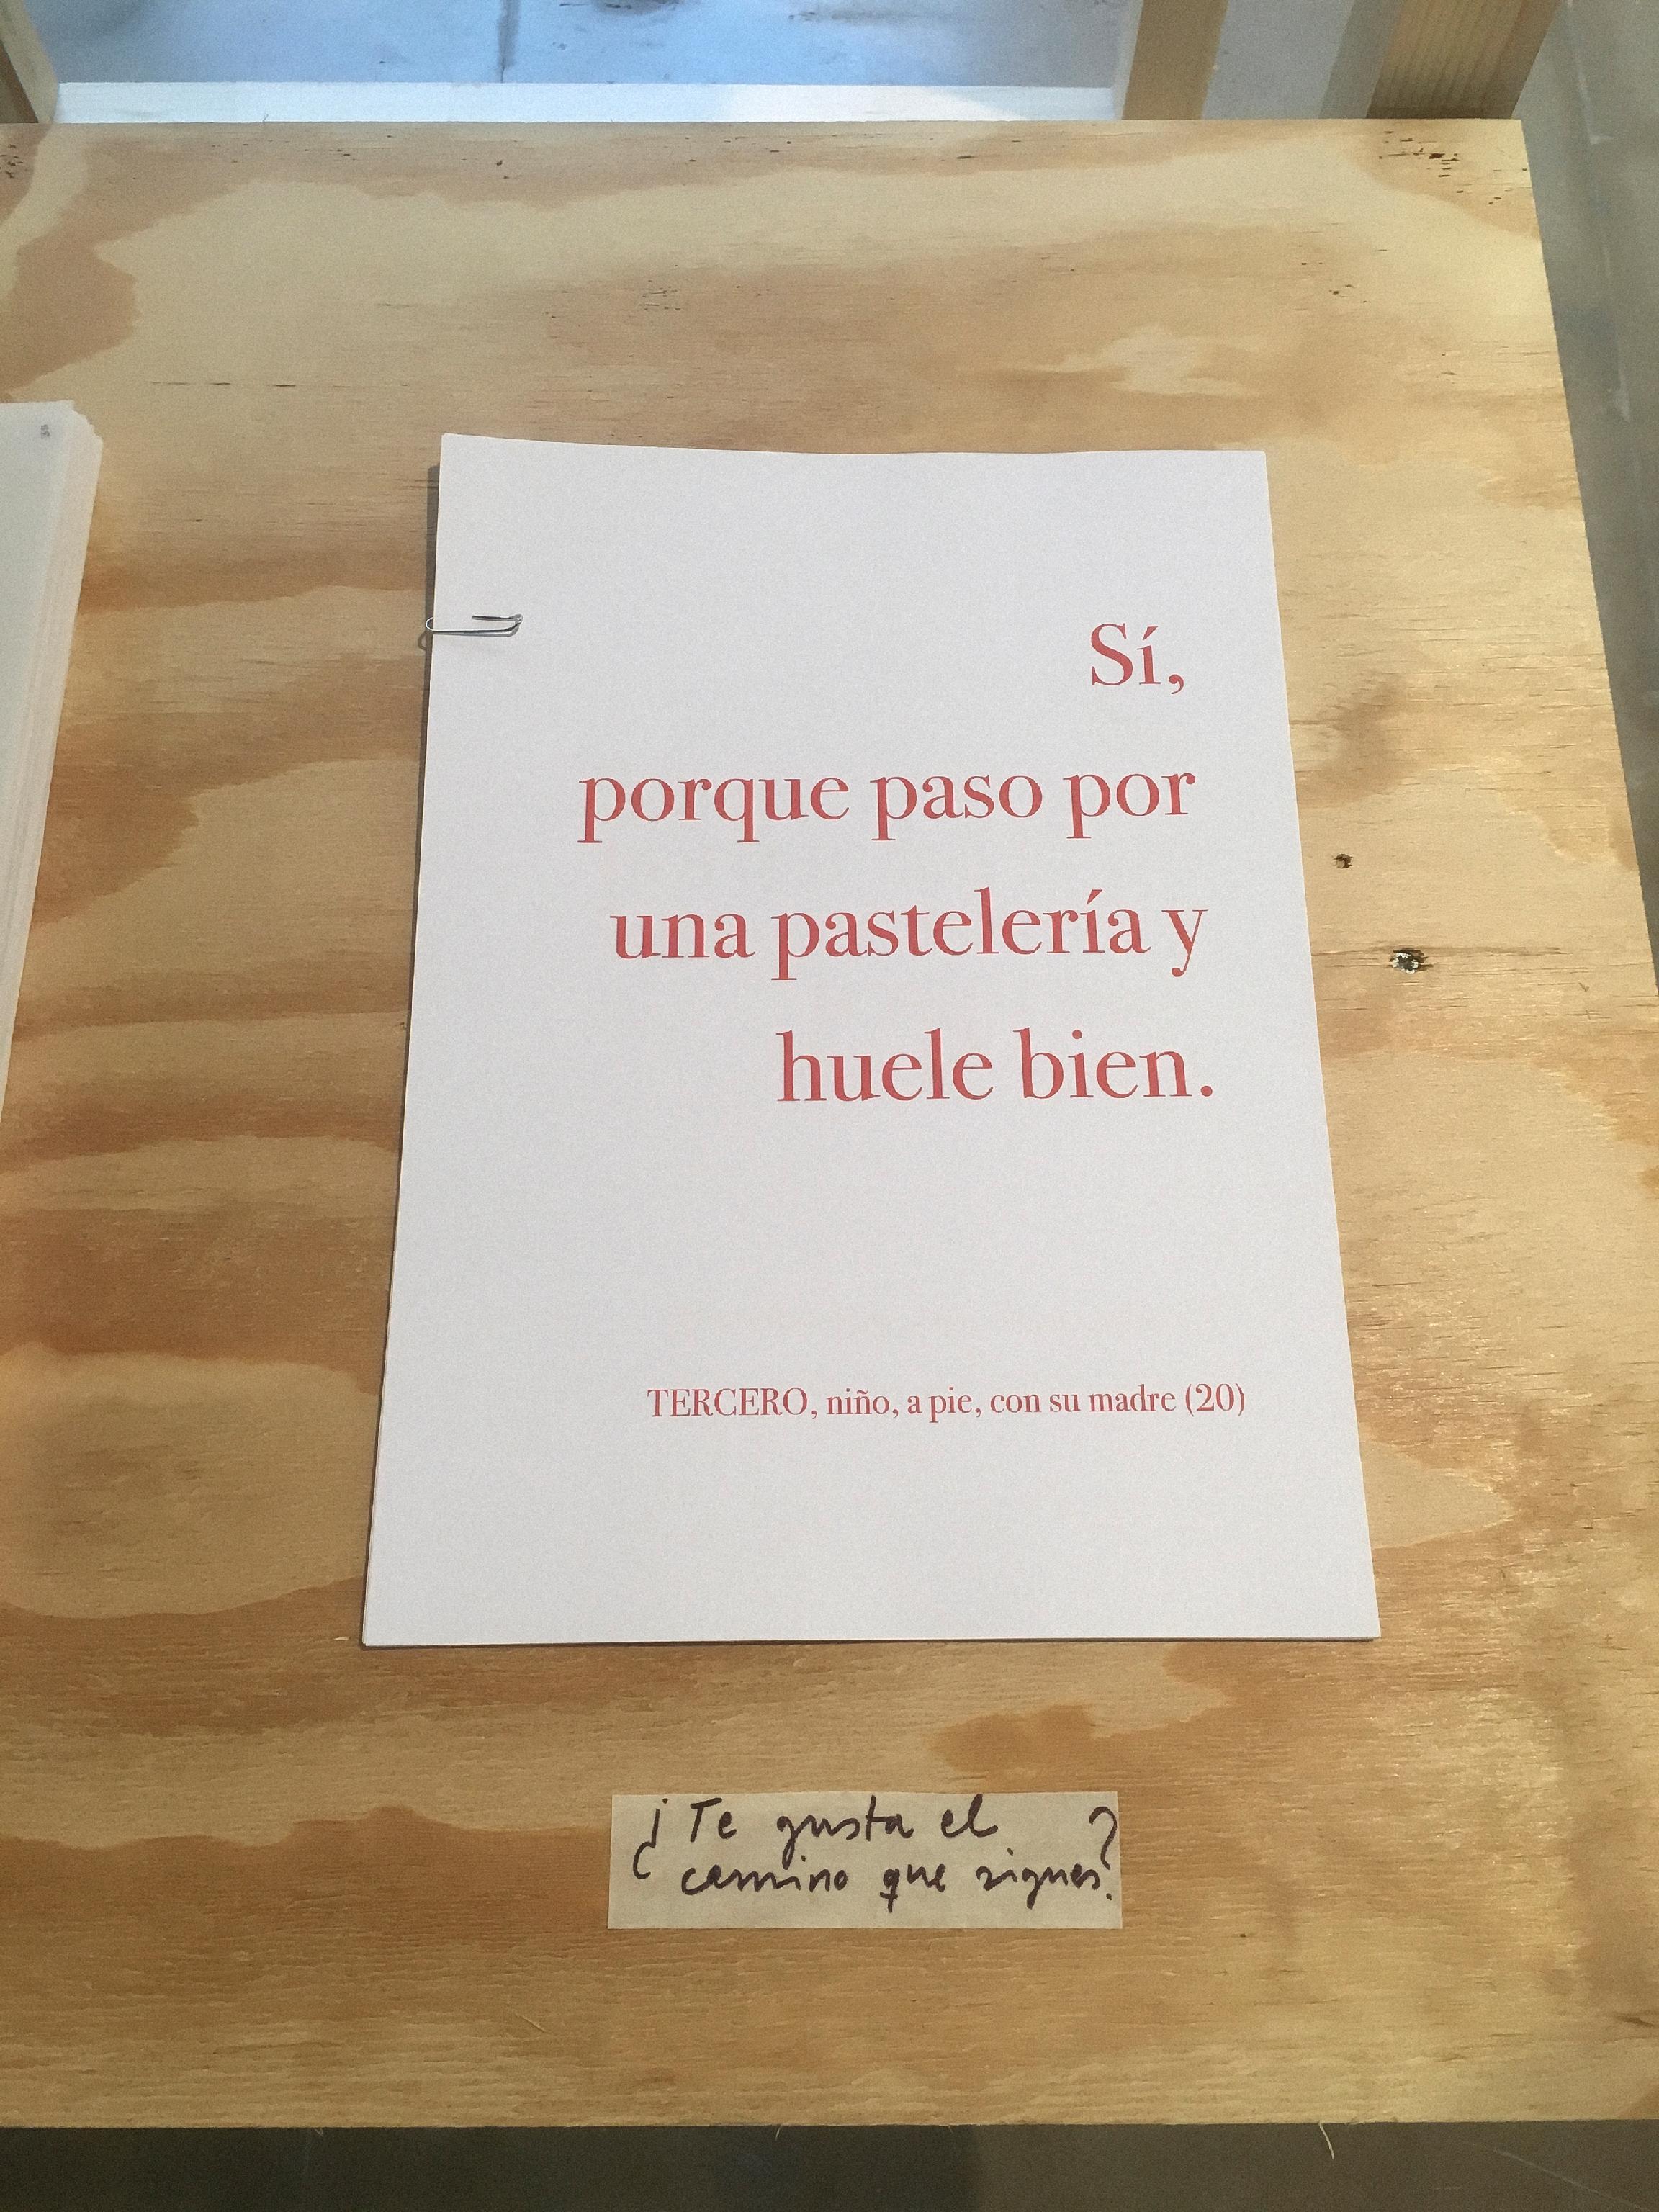 Sí,
porque paso por
una pastelería y
huele bien.
TERCERO, niño, a pie, con su madre (20)
¿Te gusta el
camino que sigues?